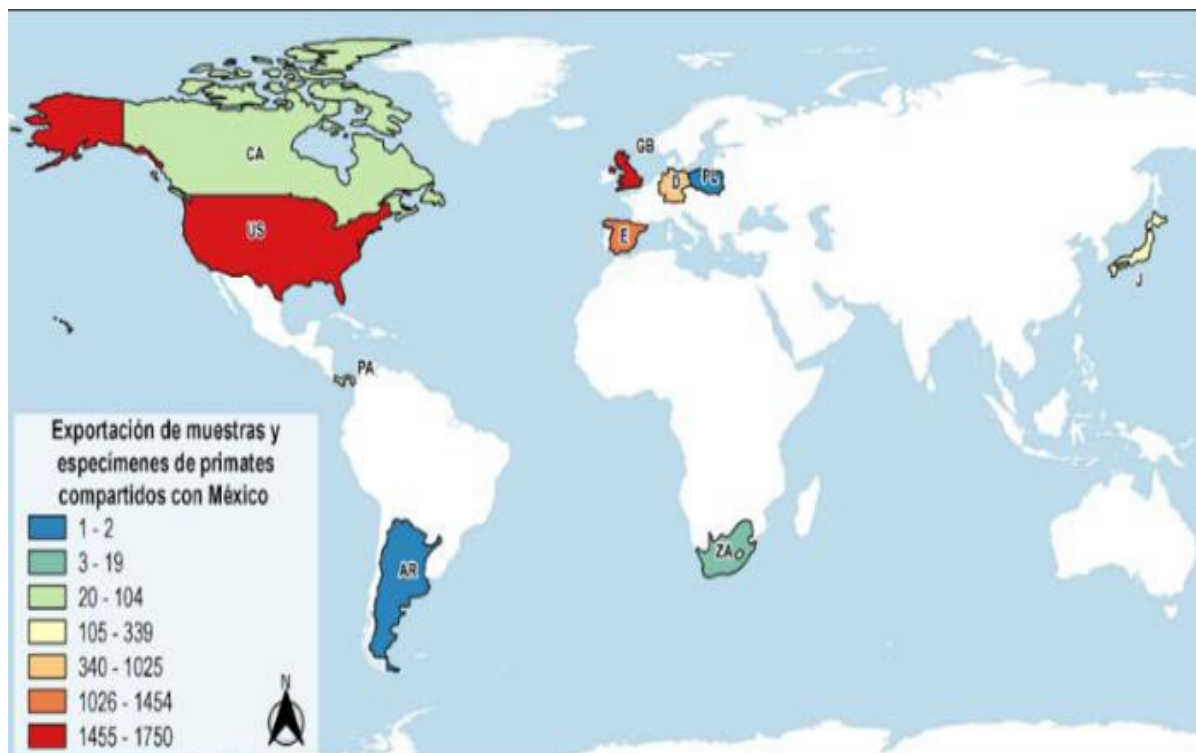 GB
CA
D
PL
US
E
J
PA
Exportación de muestras y
especímenes de primates
compartidos con México
1 - 2
3 - 19
20 - 104
105 - 339
340 - 1025
1026 - 1454
1455 - 1750
N
AR
ZA